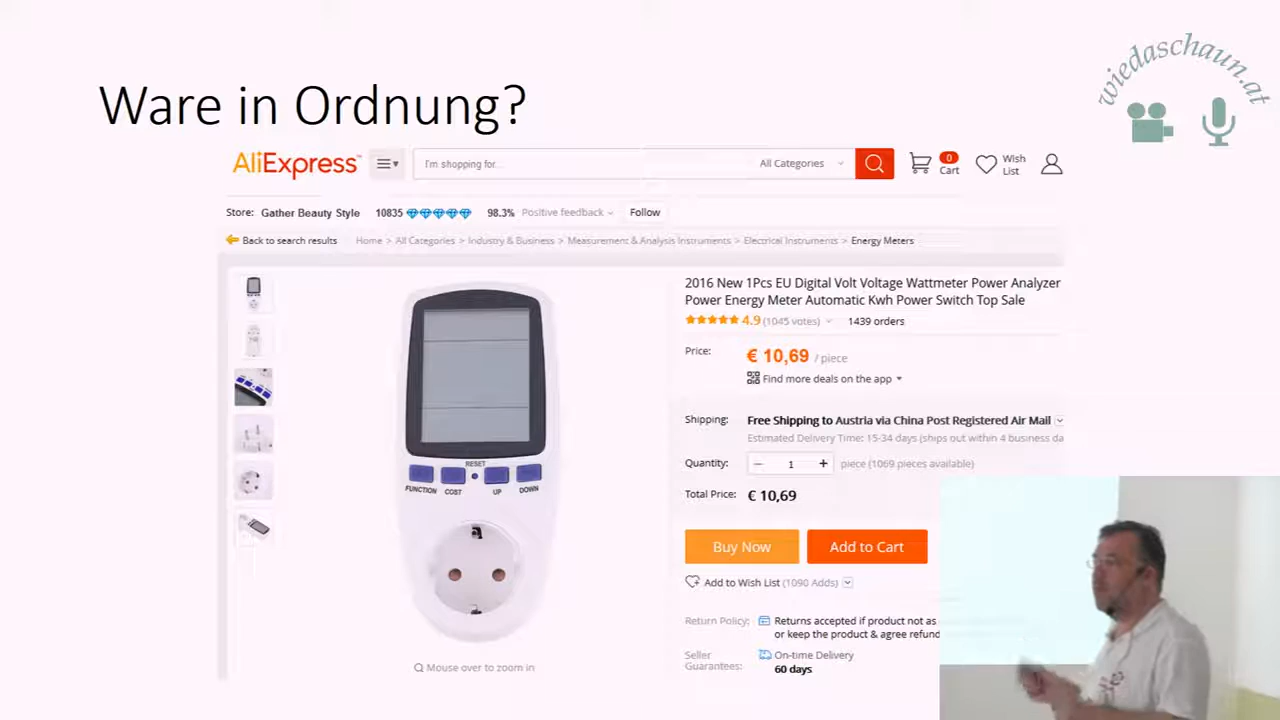 wiedaschaun.at
Ware in Ordnung?
AliExpress™
I'm shopping for...
All Categories
0
Cart
Wish
List
Store: Gather Beauty Style 10835 98.3% Positive feedback Follow
Back to search results Home > All Categories > Industry & Business > Measurement & Analysis Instruments > Electrical Instruments > Energy Meters
2016 New 1Pcs EU Digital Volt Voltage Wattmeter Power Analyzer
Power Energy Meter Automatic Kwh Power Switch Top Sale
4.9 (1045 votes) 1439 orders
Price: € 10,69 / piece
Find more deals on the app
Shipping: Free Shipping to Austria via China Post Registered Air Mail
Estimated Delivery Time: 15-34 days (ships out within 4 business da
Quantity: − 1 + piece (1069 pieces available)
Total Price: € 10,69
Buy Now Add to Cart
Add to Wish List (1090 Adds)
Return Policy: Returns accepted if product not as
or keep the product & agree refund
Seller
Guarantees:
On-time Delivery
60 days
RESET
FUNCTION COST UP DOWN
Mouse over to zoom in